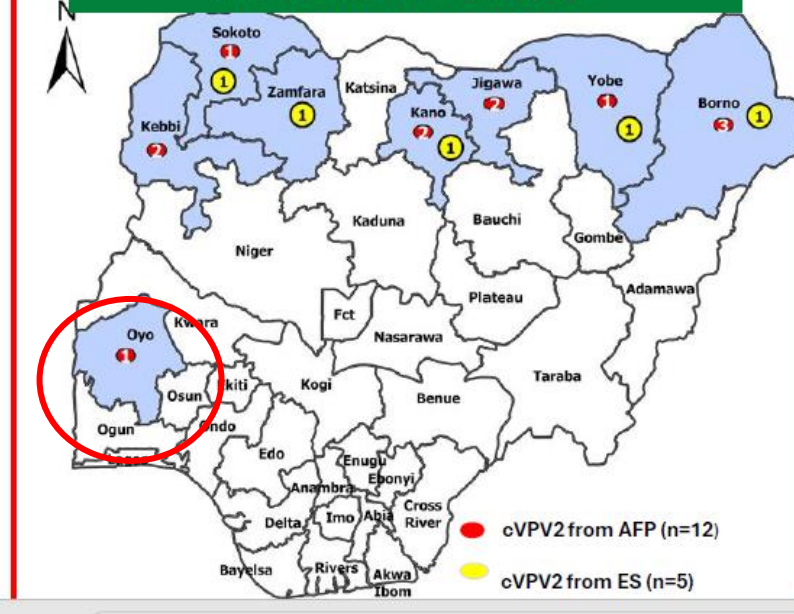 N
Sokoto
1
1
Zamfara
1
Katsina
Kebbi
2
Kano
2
1
Jigawa
2
Yobe
1
1
Borno
3
1
Kaduna
Bauchi
Gombe
Niger
Adamawa
Plateau
Fct
Nasarawa
Kwara
Oyo
1
Taraba
Kogi
Benue
Ekiti
Osun
Ogun
Ondo
Edo
Enugu
Ebonyi
Anambra
Cross
River
Imo
Abia
Delta
Bayelsa
Rivers
Akwa
Ibom
cVPV2 from AFP (n=12)
cVPV2 from ES (n=5)